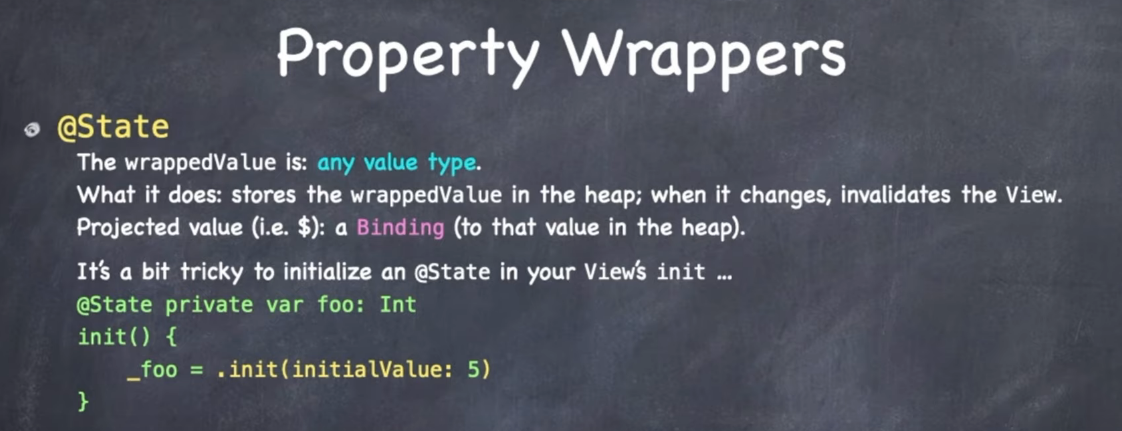 Property Wrappers
@State
The wrappedValue is: any value type.
What it does: stores the wrappedValue in the heap; when it changes, invalidates the View.
Projected value (i.e. $): a Binding (to that value in the heap).
It's a bit tricky to initialize an @State in your View's init ...
@State private var foo: Int
init() {
    _foo = .init(initialValue: 5)
}